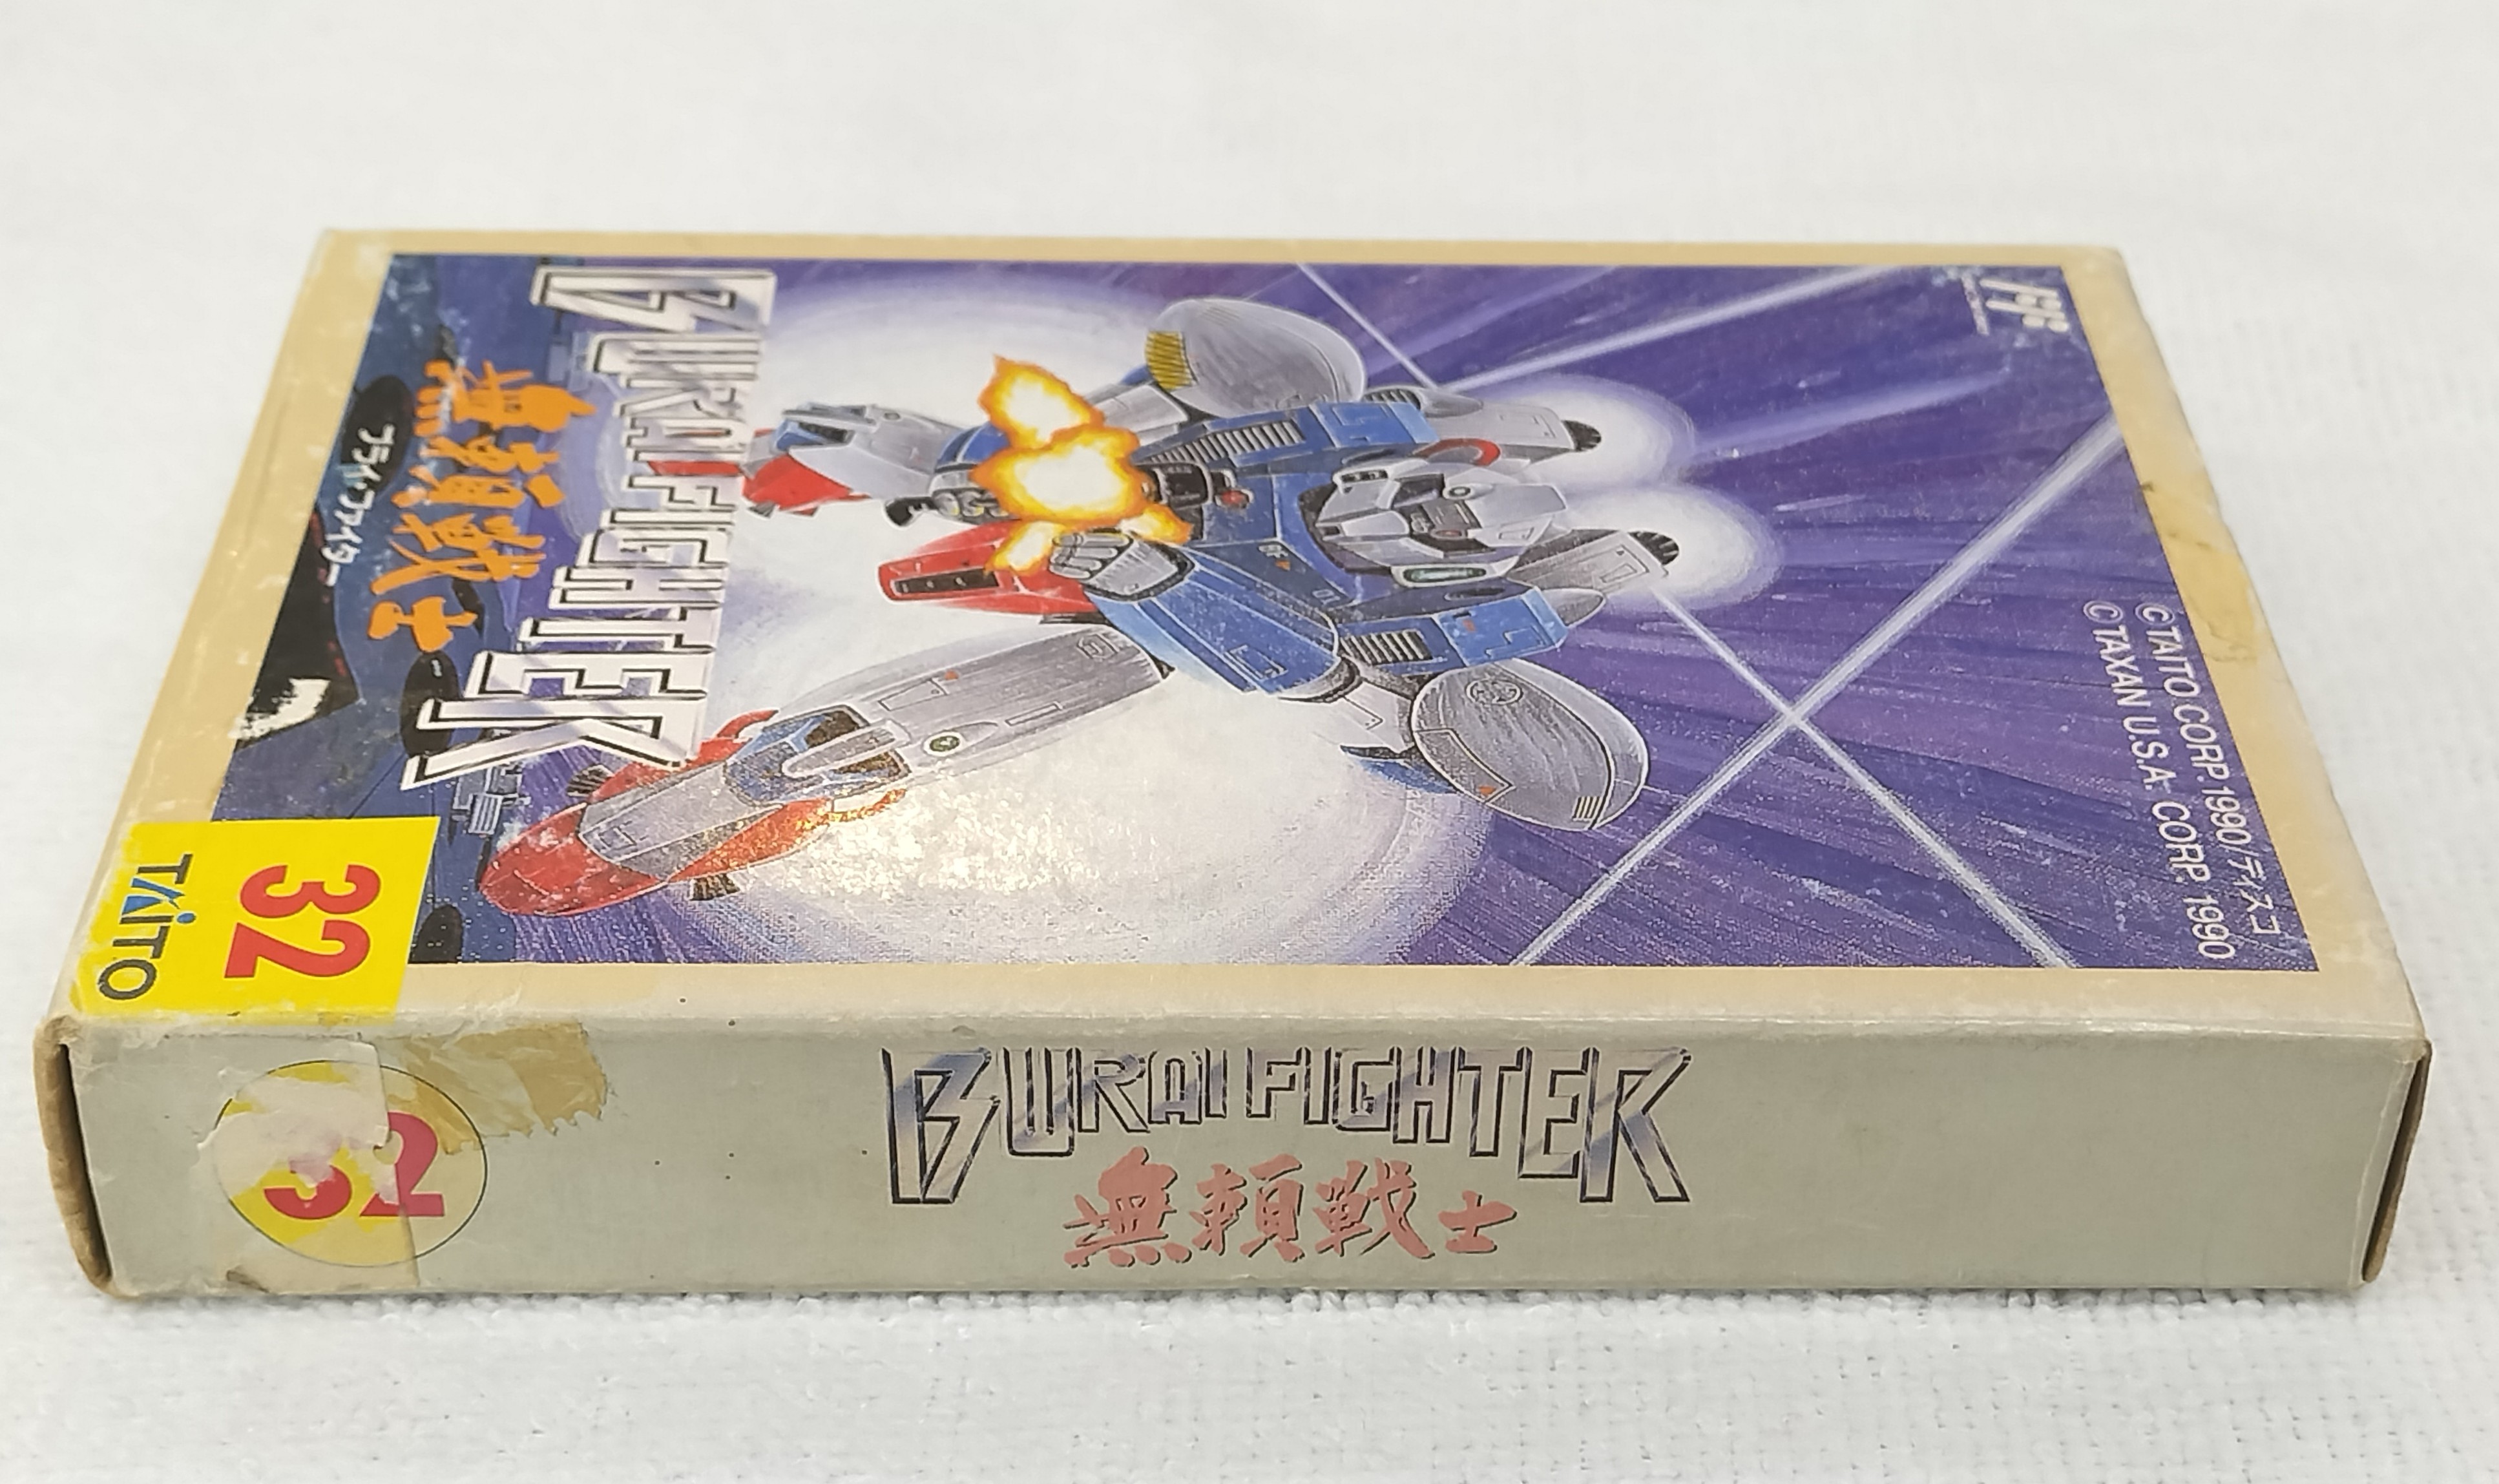 BURAI FIGHTER
無頼戦士
ブライ・ファイター
©TAITO CORP. 1990 ディスコ
©TAXAN U.S.A. CORP. 1990
32
TAITO
BURAI FIGHTER
無頼戦士